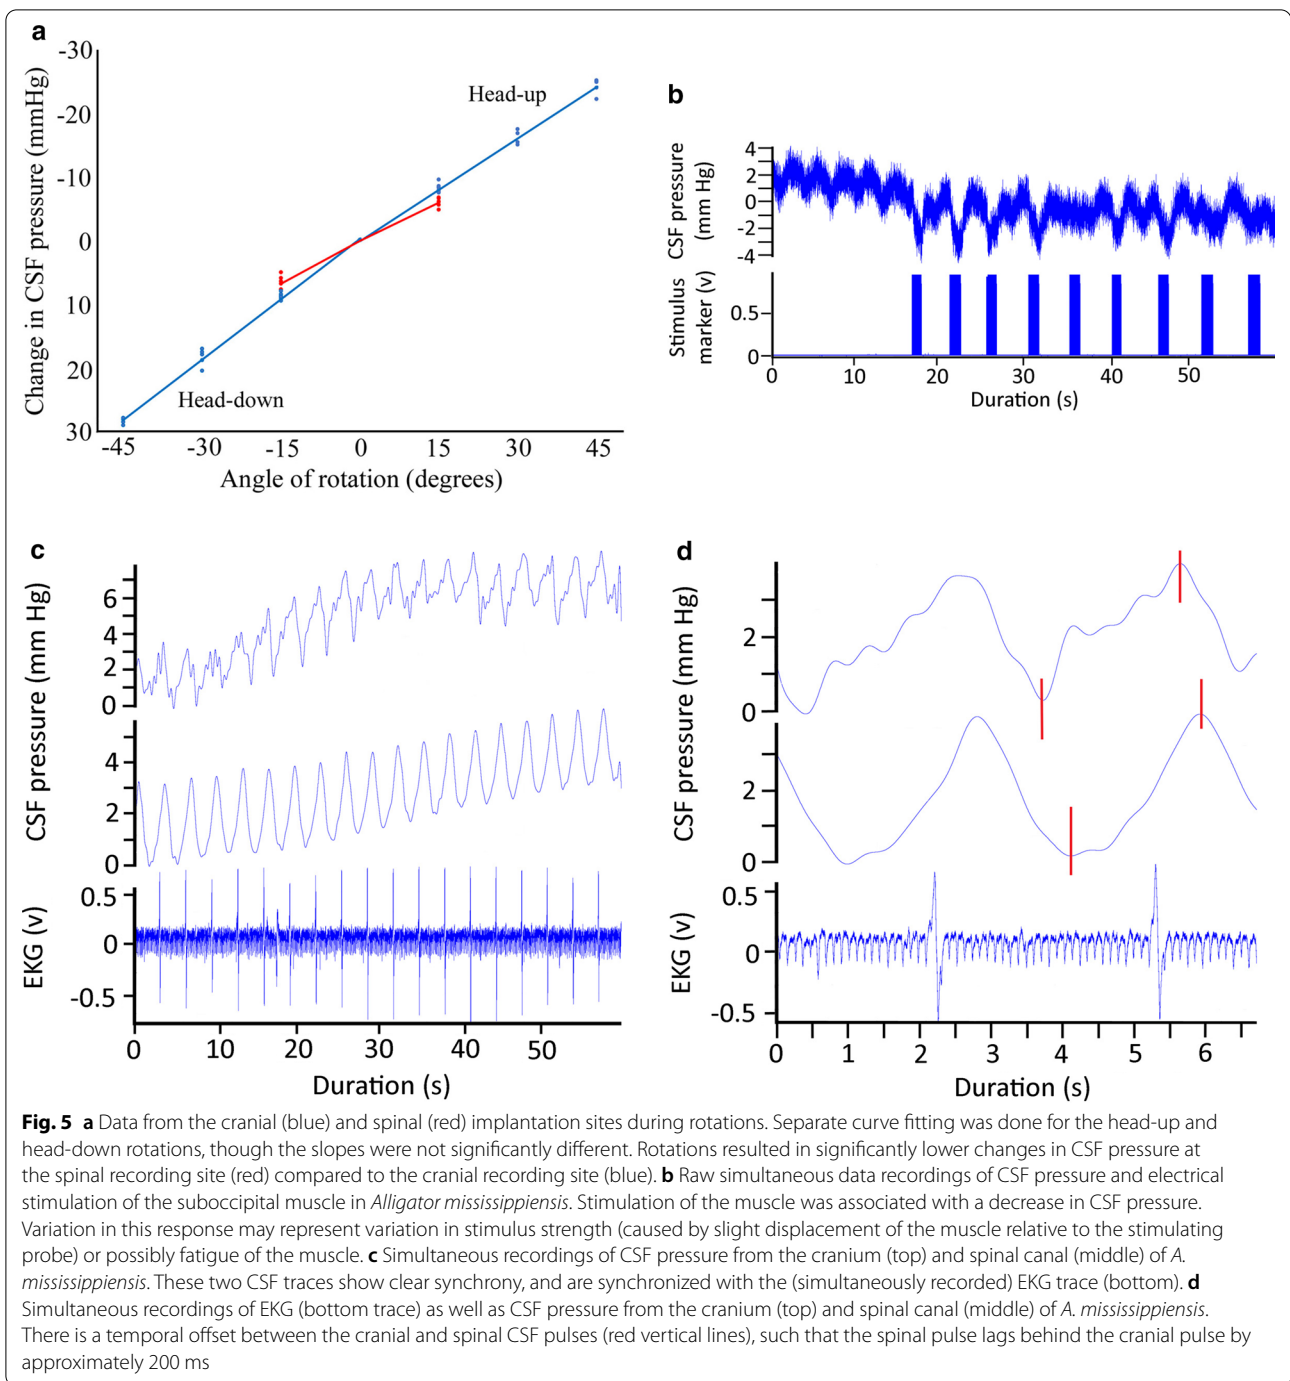 a
-30
-20
-10
0
10
20
30
Change in CSF pressure (mmHg)
Head-up
Head-down
-45 -30 -15 0 15 30 45
Angle of rotation (degrees)
b
4
2
0
-2
-4
CSF pressure
(mm Hg)
0.5
0
Stimulus
marker (v)
0 10 20 30 40 50
Duration (s)
c
6
4
2
0
CSF pressure (mm Hg)
4
2
0
0.5
0
-0.5
EKG (v)
0 10 20 30 40 50
Duration (s)
d
2
0
CSF pressure (mm Hg)
2
0
0.5
0
-0.5
EKG (v)
0 1 2 3 4 5 6
Duration (s)
Fig. 5 a Data from the cranial (blue) and spinal (red) implantation sites during rotations. Separate curve fitting was done for the head-up and
head-down rotations, though the slopes were not significantly different. Rotations resulted in significantly lower changes in CSF pressure at
the spinal recording site (red) compared to the cranial recording site (blue). b Raw simultaneous data recordings of CSF pressure and electrical
stimulation of the suboccipital muscle in Alligator mississippiensis. Stimulation of the muscle was associated with a decrease in CSF pressure.
Variation in this response may represent variation in stimulus strength (caused by slight displacement of the muscle relative to the stimulating
probe) or possibly fatigue of the muscle. c Simultaneous recordings of CSF pressure from the cranium (top) and spinal canal (middle) of A.
mississippiensis. These two CSF traces show clear synchrony, and are synchronized with the (simultaneously recorded) EKG trace (bottom). d
Simultaneous recordings of EKG (bottom trace) as well as CSF pressure from the cranium (top) and spinal canal (middle) of A. mississippiensis.
There is a temporal offset between the cranial and spinal CSF pulses (red vertical lines), such that the spinal pulse lags behind the cranial pulse by
approximately 200 ms